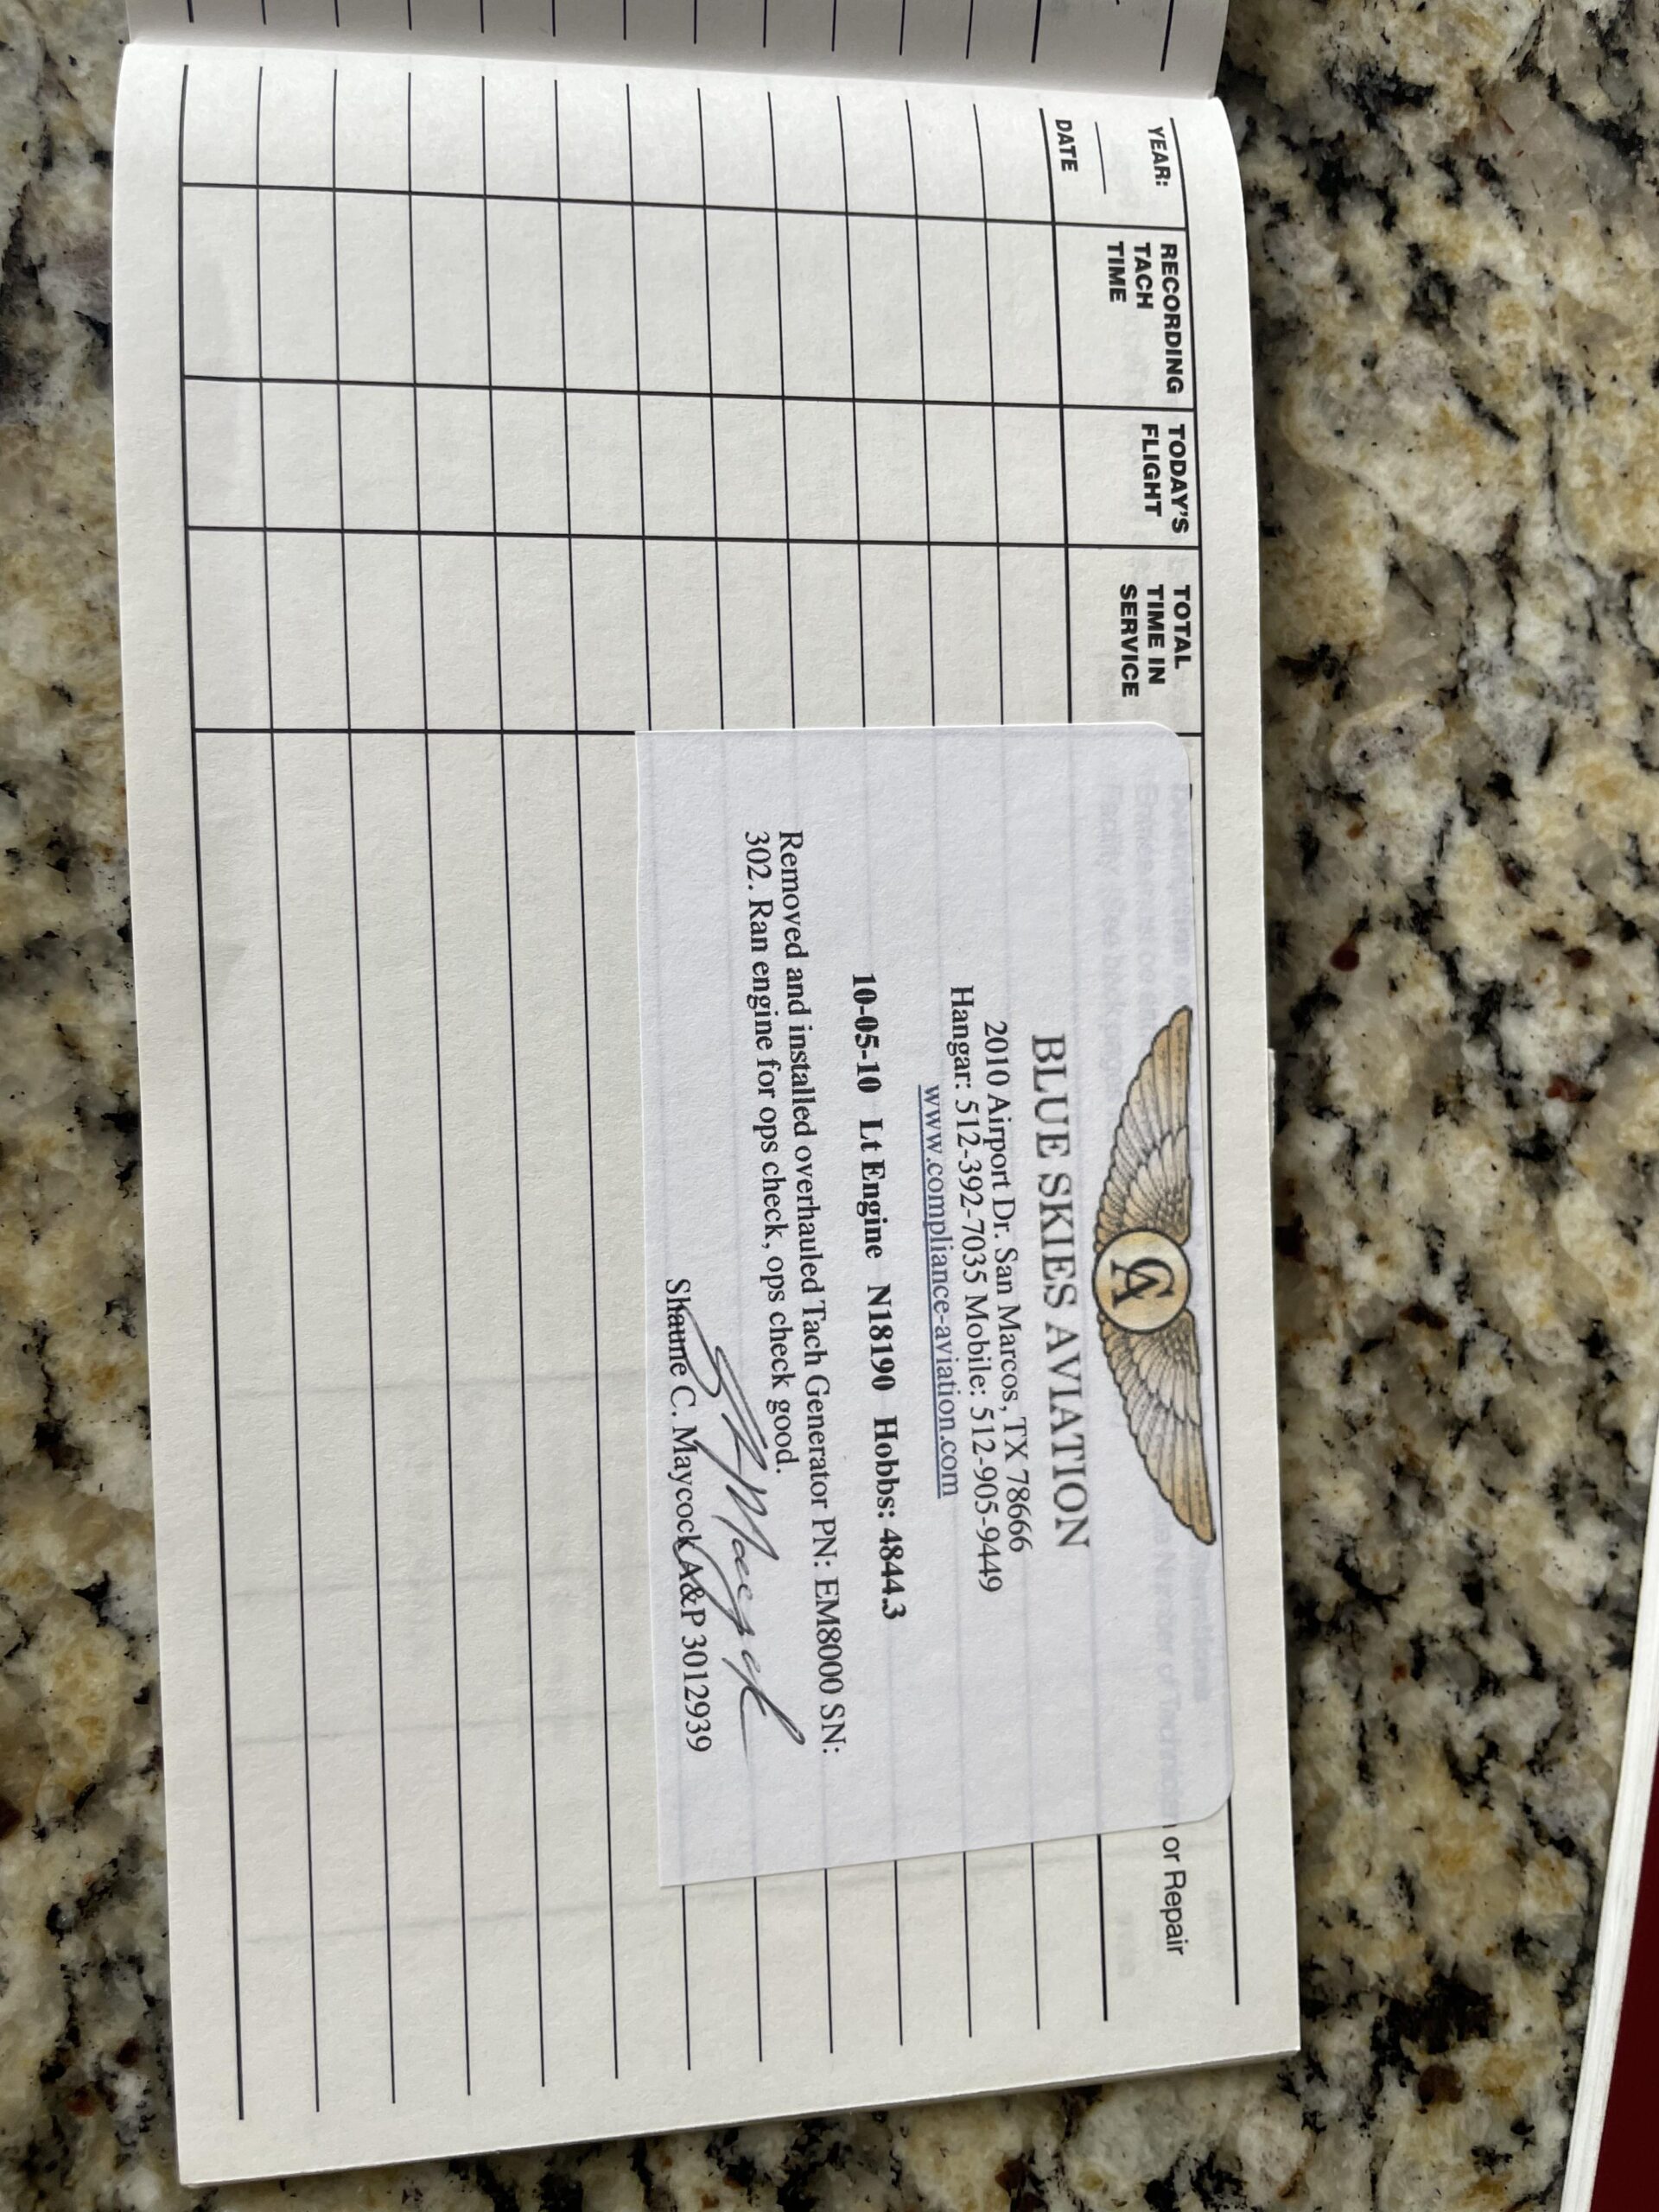 YEAR:
DATE
RECORDING
TACH
TIME
TODAY'S
FLIGHT
TOTAL
TIME IN
SERVICE
or Repair
CA
BLUE SKIES AVIATION
2010 Airport Dr. San Marcos, TX 78666
Hangar: 512-392-7035 Mobile: 512-905-9449
www.compliance-aviation.com
10-05-10 Lt Engine N18190 Hobbs: 4844.3
Removed and installed overhauled Tach Generator PN: EM8000 SN:
302. Ran engine for ops check, ops check good.
Shaune C. Maycock A&P 3012939